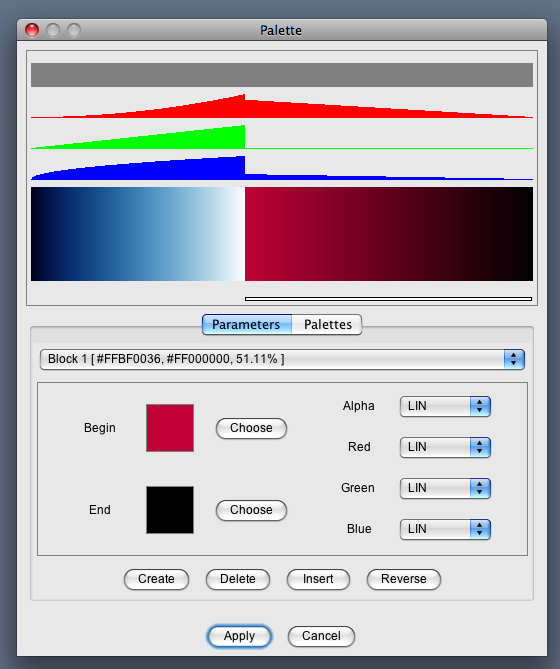 Palette
Parameters Palettes
Block 1 [ #FFBF0036, #FF000000, 51.11% ]
Alpha LIN
Begin Choose
Red LIN
Green LIN
End Choose
Blue LIN
Create Delete Insert Reverse
Apply Cancel